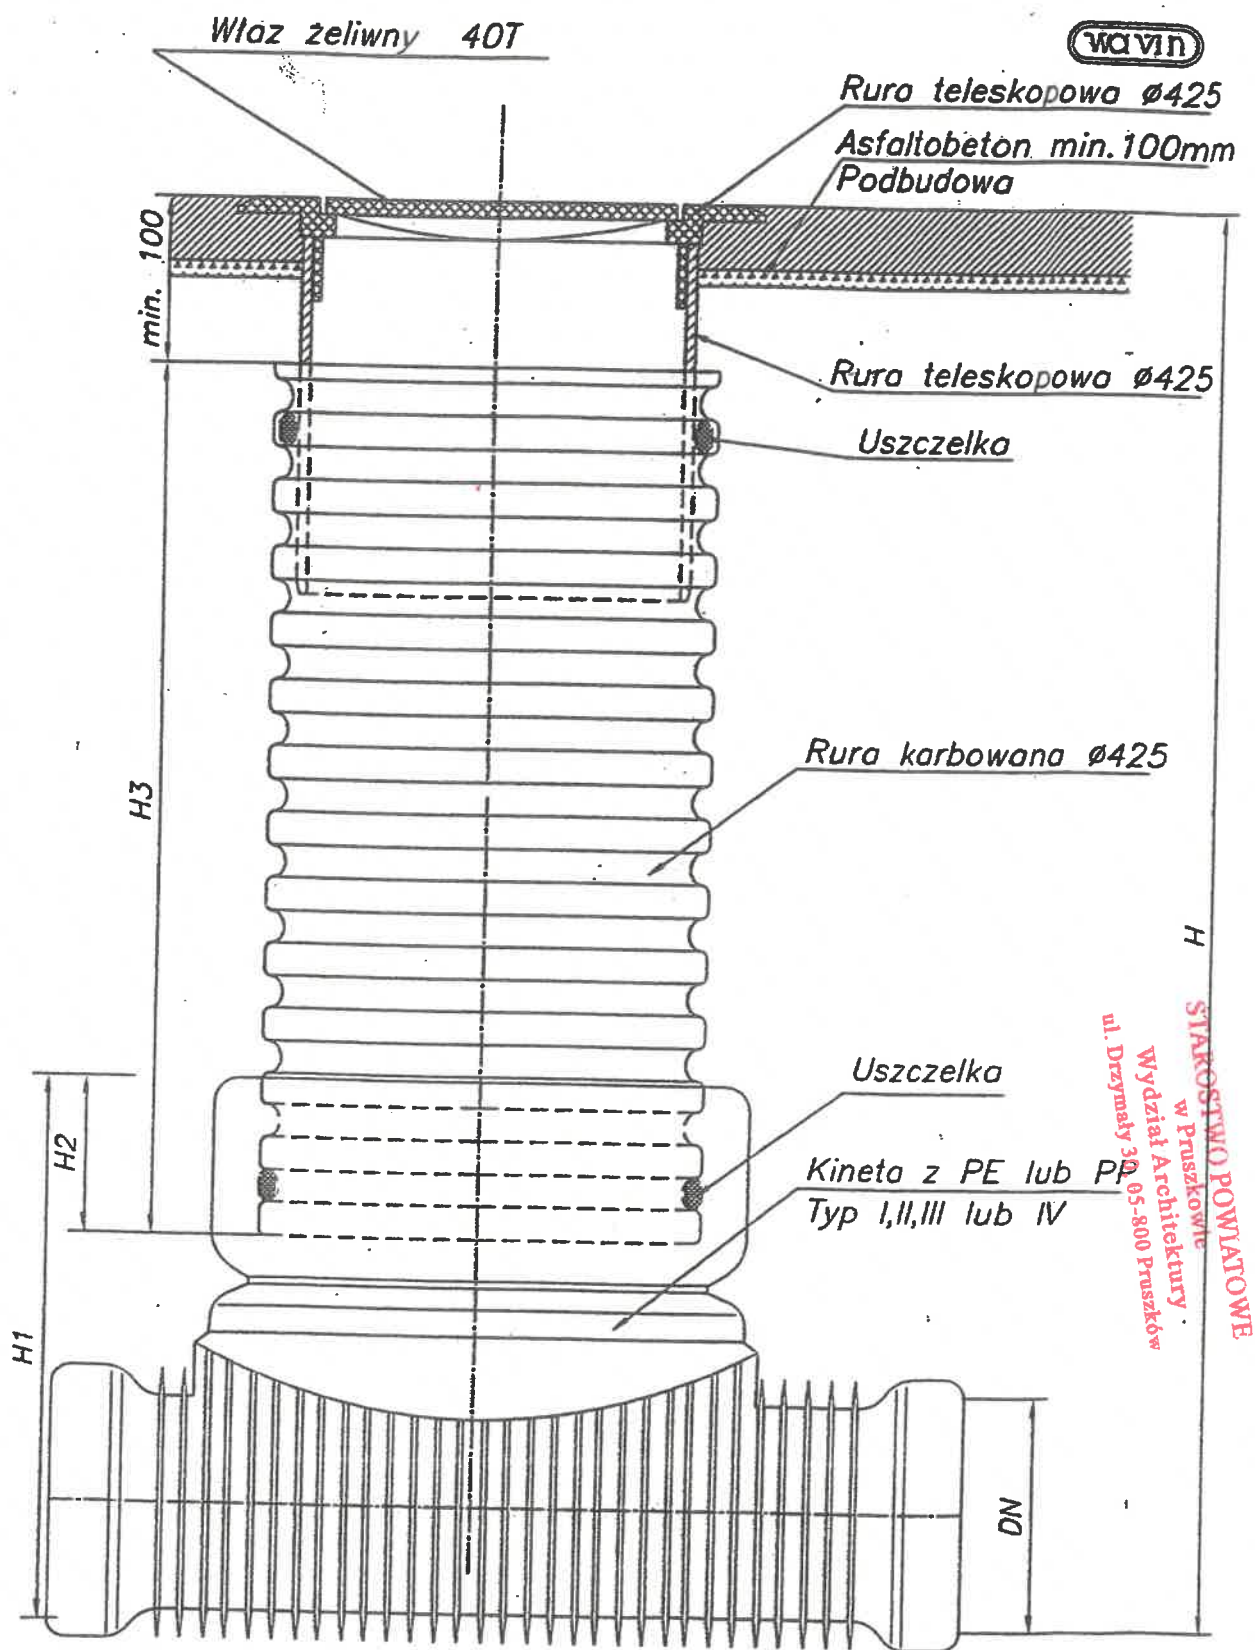 Właz żeliwny 40T
wavin
Rura teleskopowa ø425
Asfaltobeton min. 100mm
Podbudowa
min. 100
Rura teleskopowa ø425
Uszczelka
Rura karbowana ø425
H3
H
Uszczelka
H2
Kineta z PE lub PP
Typ I,II,III lub IV
H1
DN
STAROSTWO POWIATOWE
w Pruszkowie
Wydział Architektury
ul. Drzymały 30, 05-800 Pruszków